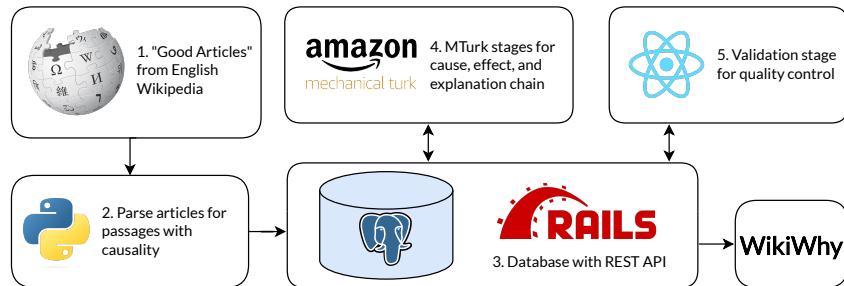 1. "Good Articles"
from English
Wikipedia
Ω
W
И
維
7
amazon
mechanical turk
4. MTurk stages for
cause, effect, and
explanation chain
5. Validation stage
for quality control
2. Parse articles for
passages with
causality
RAILS
3. Database with REST API
WikiWhy